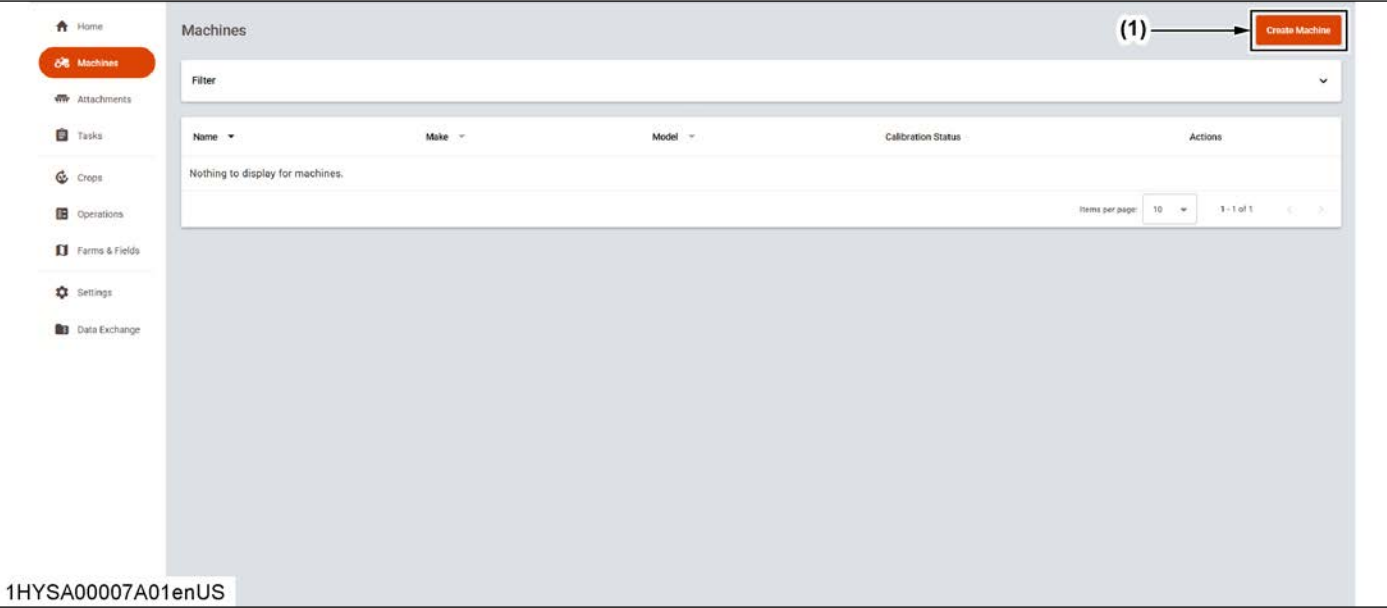 Home
Machines
Attachments
Tasks
Crops
Operations
Farms & Fields
Settings
Data Exchange
Machines
(1)
Create Machine
Filter
Name Make Model Calibration Status Actions
Nothing to display for machines.
Items per page: 10 1 - 1 of 1
1HYSA00007A01enUS